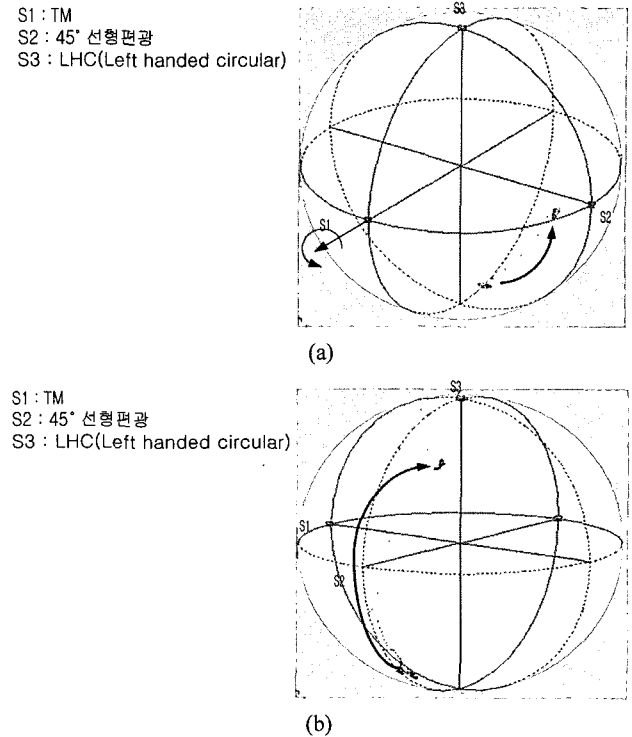 S1 : TM
S2 : 45° 선형편광
S3 : LHC(Left handed circular)
S3
S1
S2
(a)
S1 : TM
S2 : 45° 선형편광
S3 : LHC(Left handed circular)
S3
S1
S2
(b)